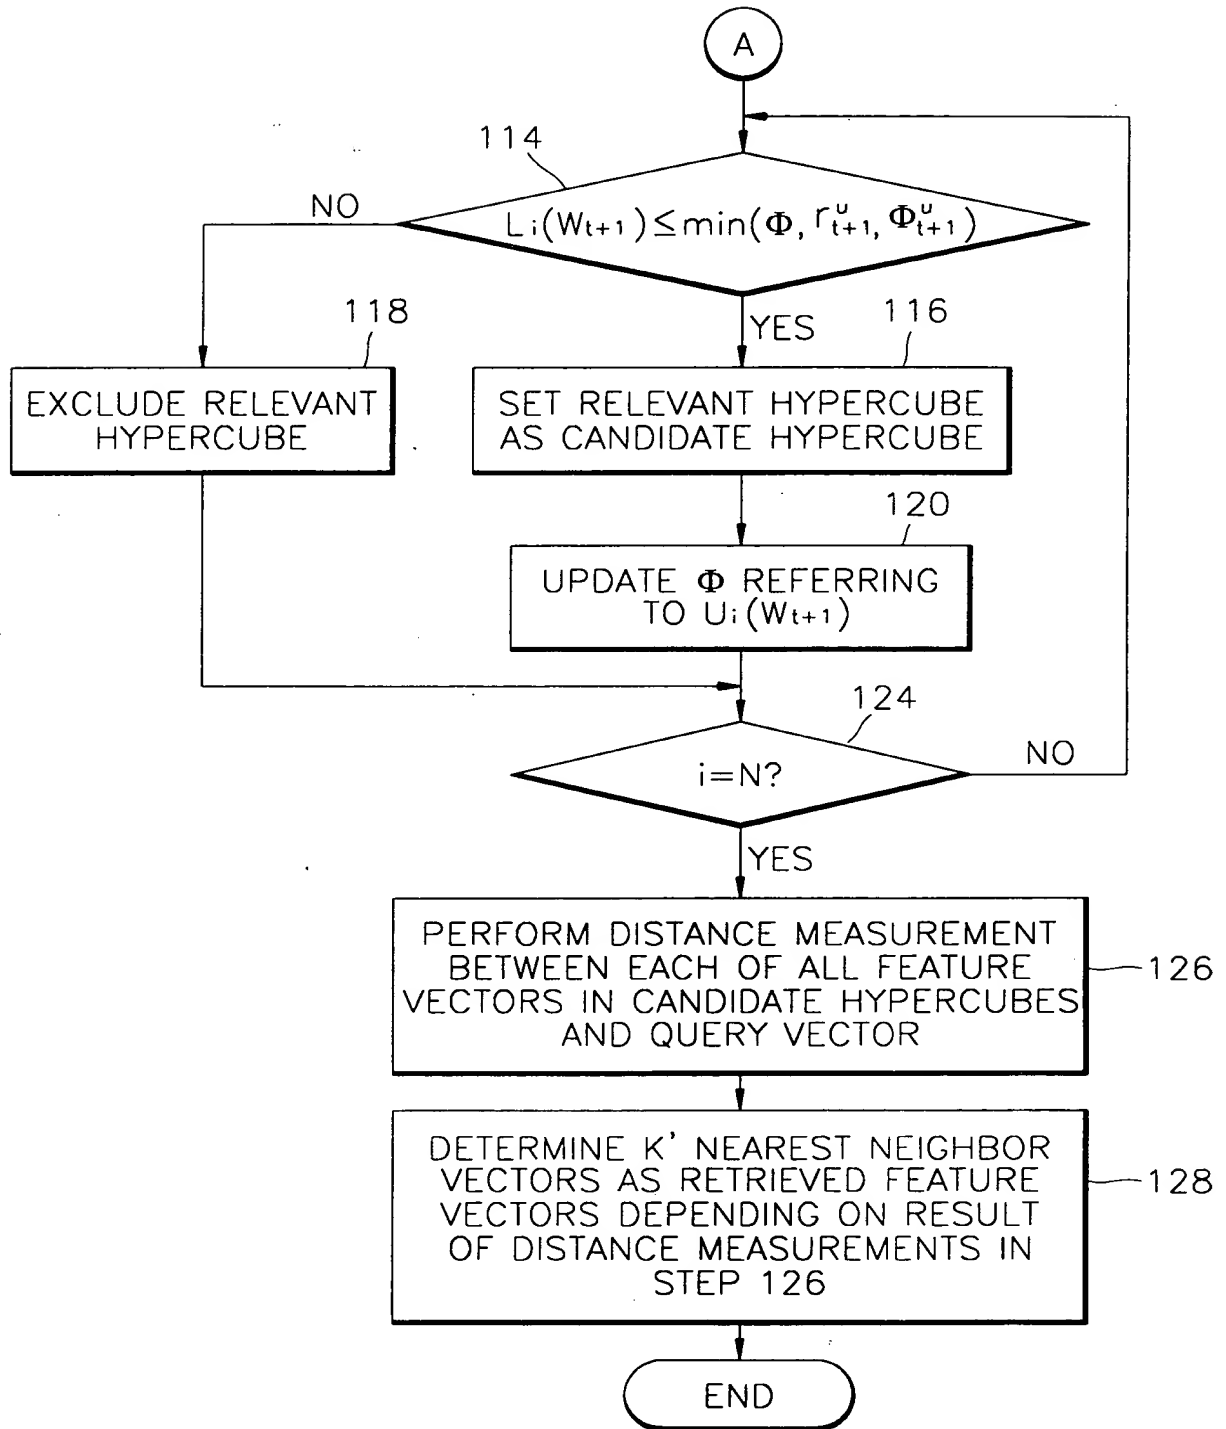 A
114
NO
Li(Wt+1)≤min(Φ, r^u_t+1, Φ^u_t+1)
118
YES
116
EXCLUDE RELEVANT
HYPERCUBE
SET RELEVANT HYPERCUBE
AS CANDIDATE HYPERCUBE
120
UPDATE Φ REFERRING
TO Ui(Wt+1)
124
i=N?
NO
YES
PERFORM DISTANCE MEASUREMENT
BETWEEN EACH OF ALL FEATURE
VECTORS IN CANDIDATE HYPERCUBES
AND QUERY VECTOR
126
DETERMINE K' NEAREST NEIGHBOR
VECTORS AS RETRIEVED FEATURE
VECTORS DEPENDING ON RESULT
OF DISTANCE MEASUREMENTS IN
STEP 126
128
END